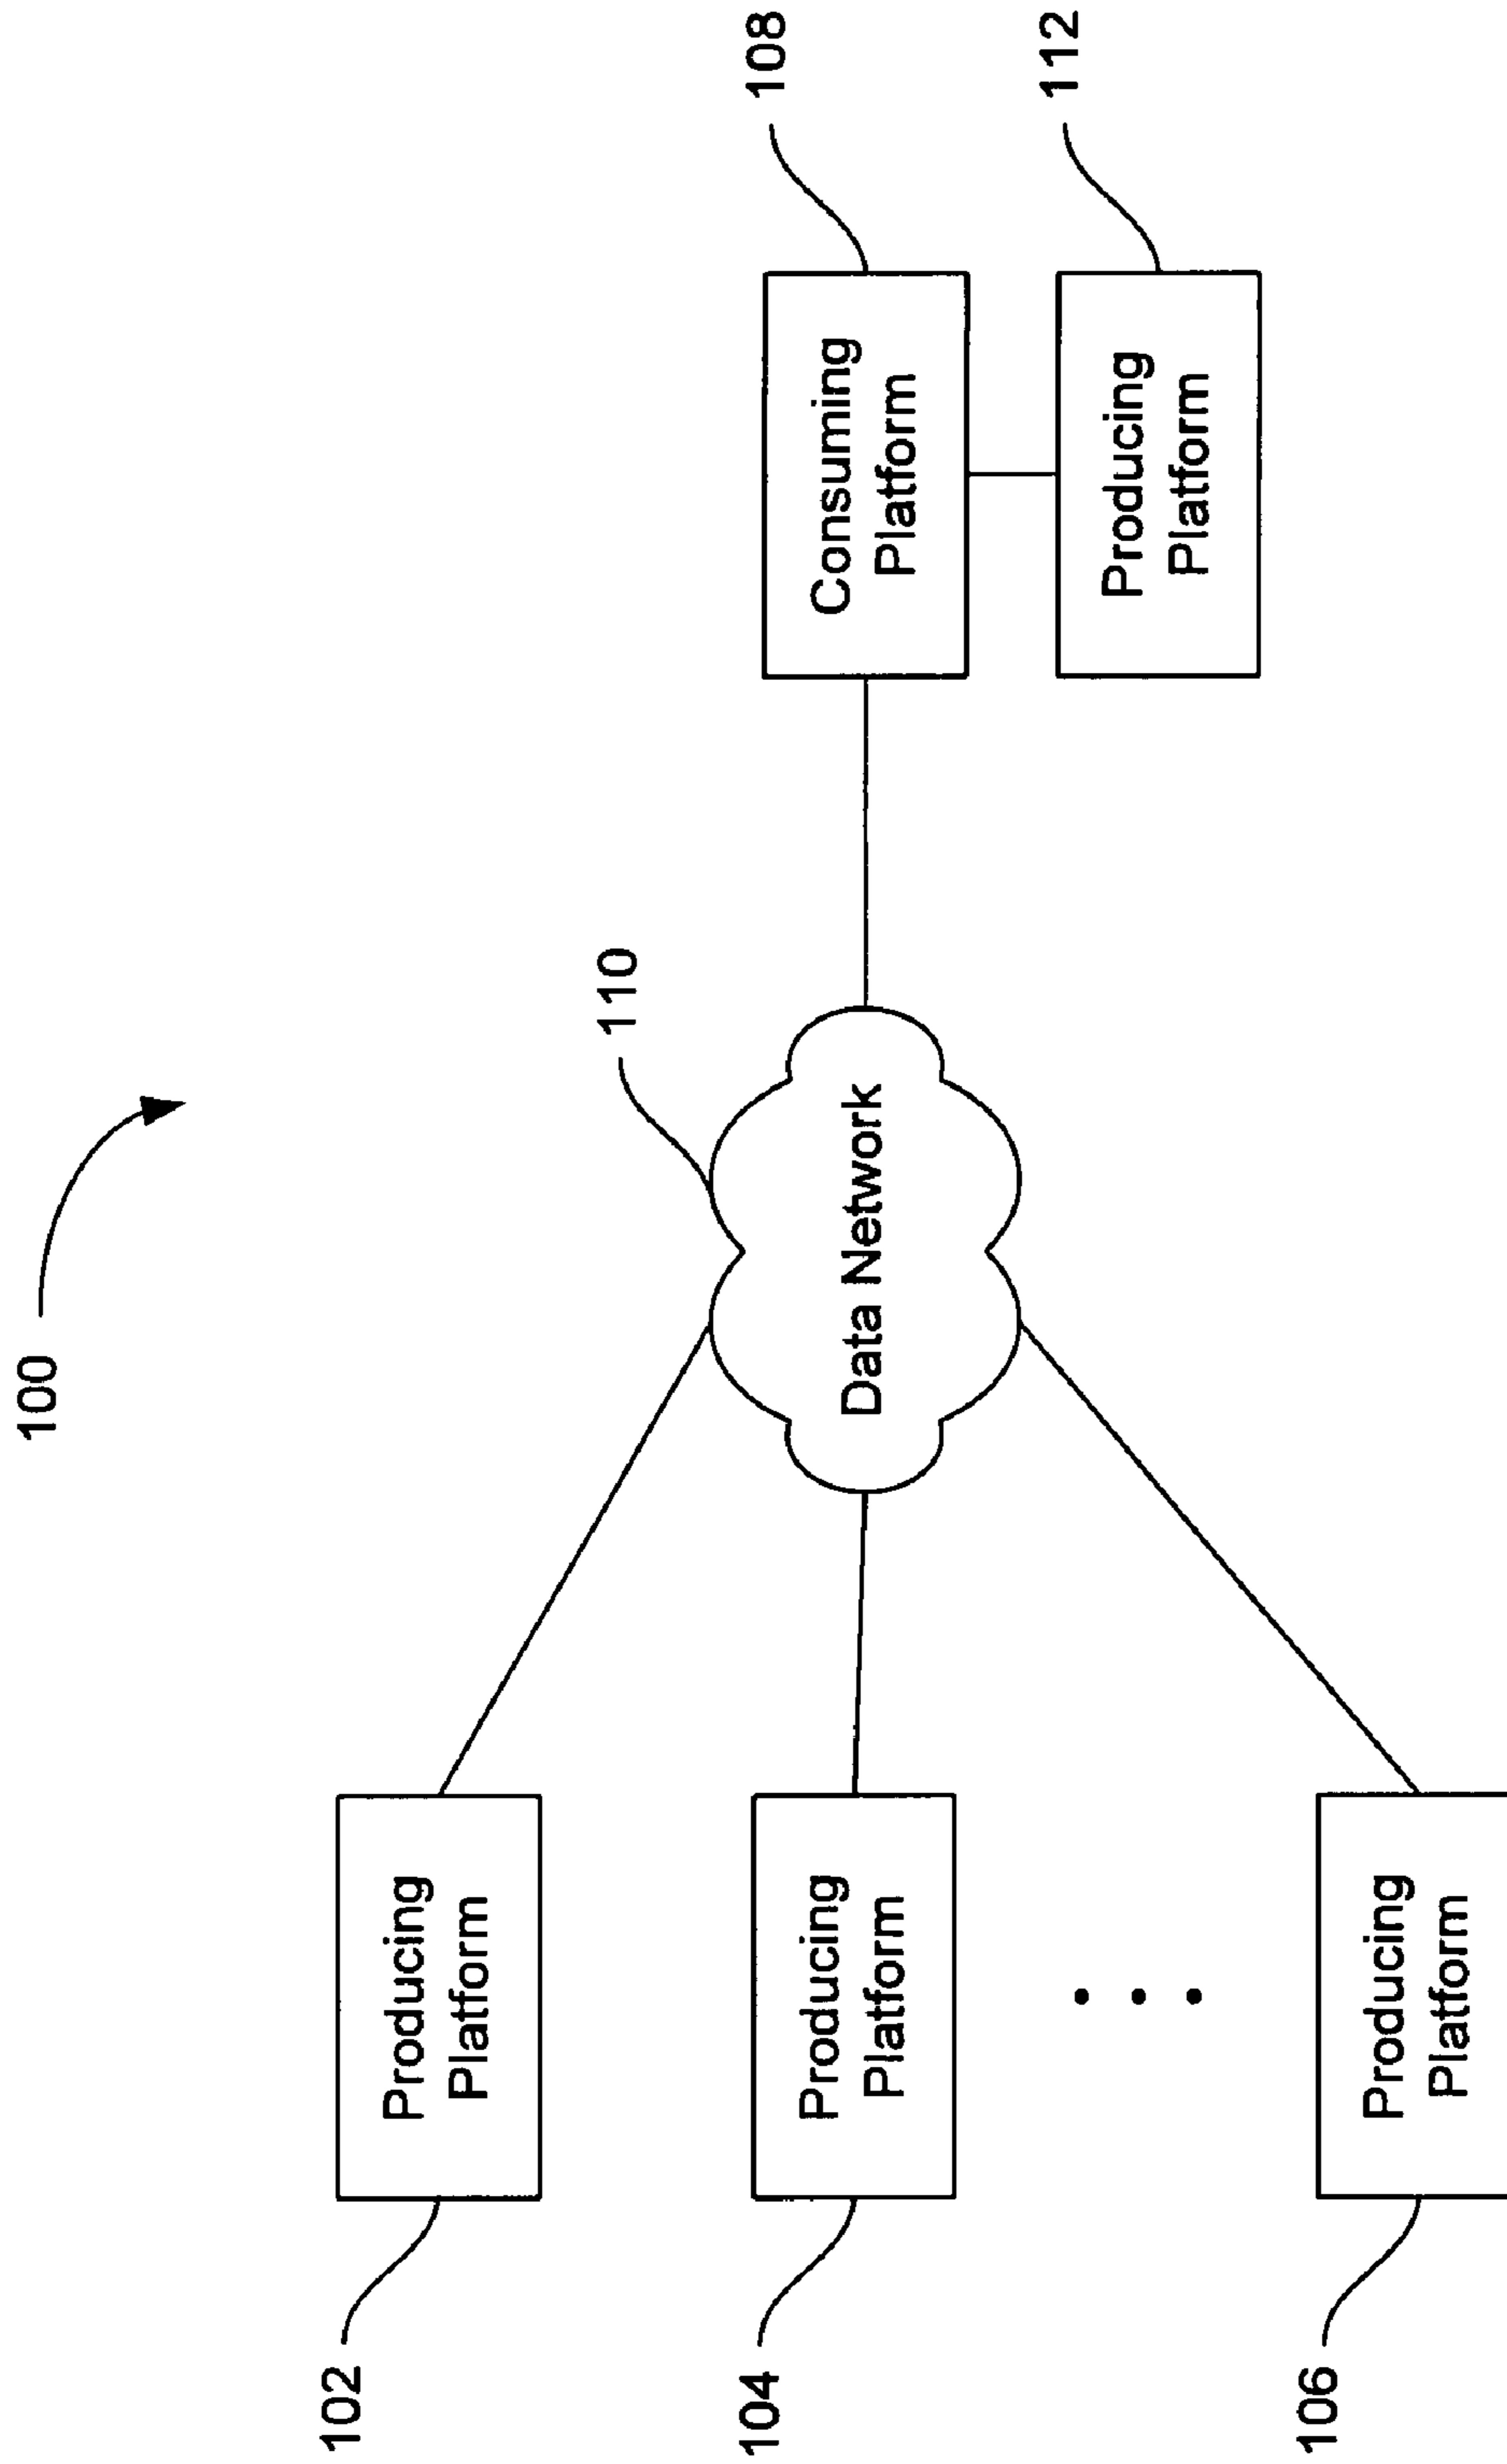 100
102
Producing
Platform
110
104
Producing
Platform
Data Network
108
Consuming
Platform
112
Producing
Platform
. . .
106
Producing
Platform